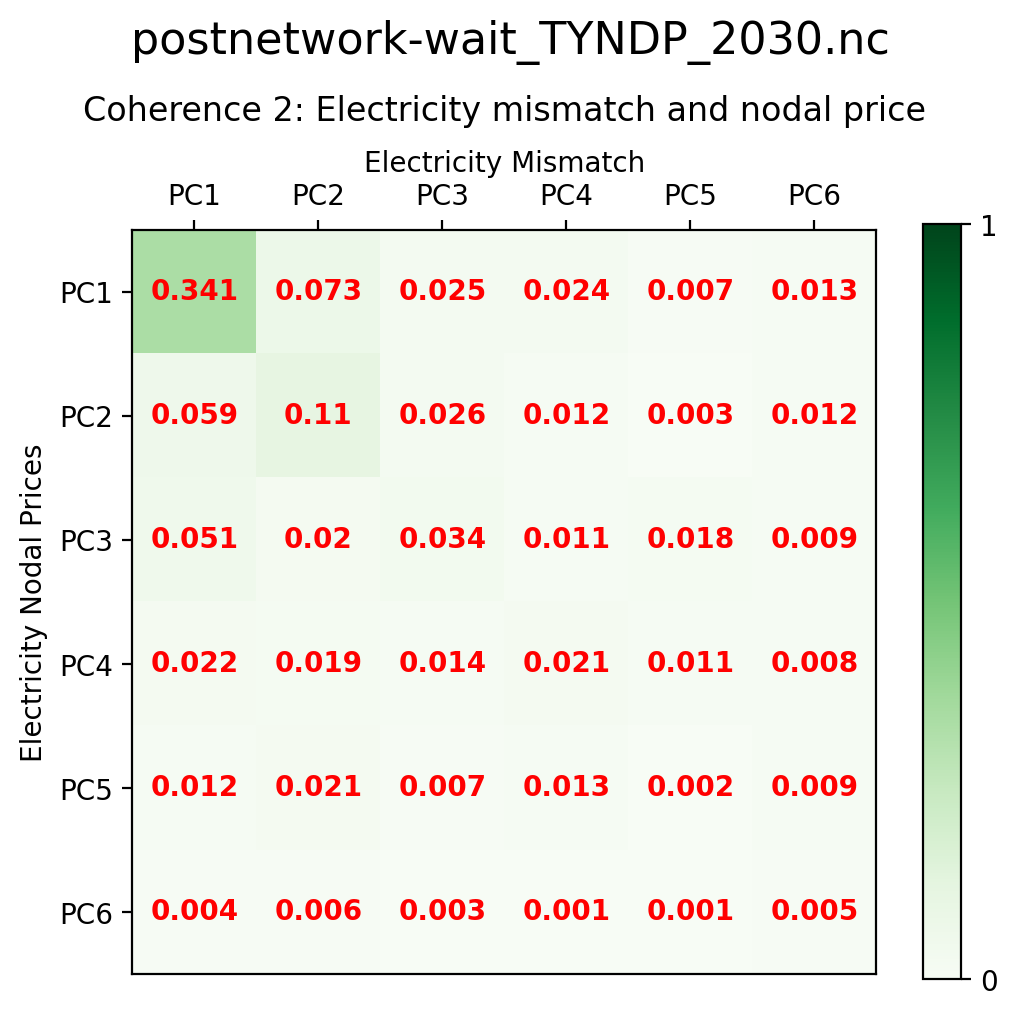 postnetwork-wait_TYNDP_2030.nc
Coherence 2: Electricity mismatch and nodal price
Electricity Mismatch
PC1 PC2 PC3 PC4 PC5 PC6
Electricity Nodal Prices
PC1 0.341 0.073 0.025 0.024 0.007 0.013
PC2 0.059 0.11 0.026 0.012 0.003 0.012
PC3 0.051 0.02 0.034 0.011 0.018 0.009
PC4 0.022 0.019 0.014 0.021 0.011 0.008
PC5 0.012 0.021 0.007 0.013 0.002 0.009
PC6 0.004 0.006 0.003 0.001 0.001 0.005
1
0